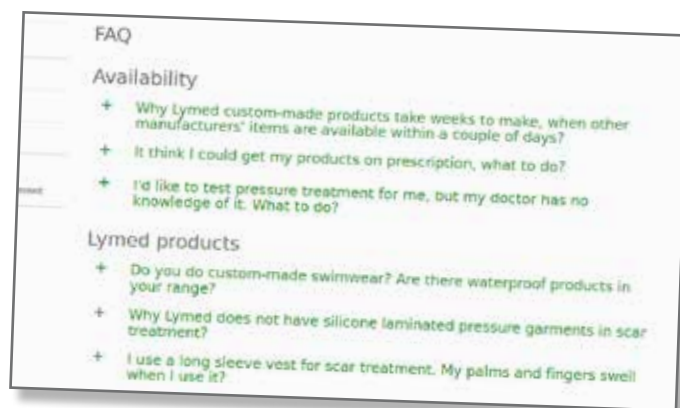 FAQ
Availability
+ Why Lymed custom-made products take weeks to make, when other
manufacturers' items are available within a couple of days?
+ It think I could get my products on prescription, what to do?
+ I'd like to test pressure treatment for me, but my doctor has no
knowledge of it. What to do?
Lymed products
+ Do you do custom-made swimwear? Are there waterproof products in
your range?
+ Why Lymed does not have silicone laminated pressure garments in scar
treatment?
+ I use a long sleeve vest for scar treatment. My palms and fingers swell
when I use it?